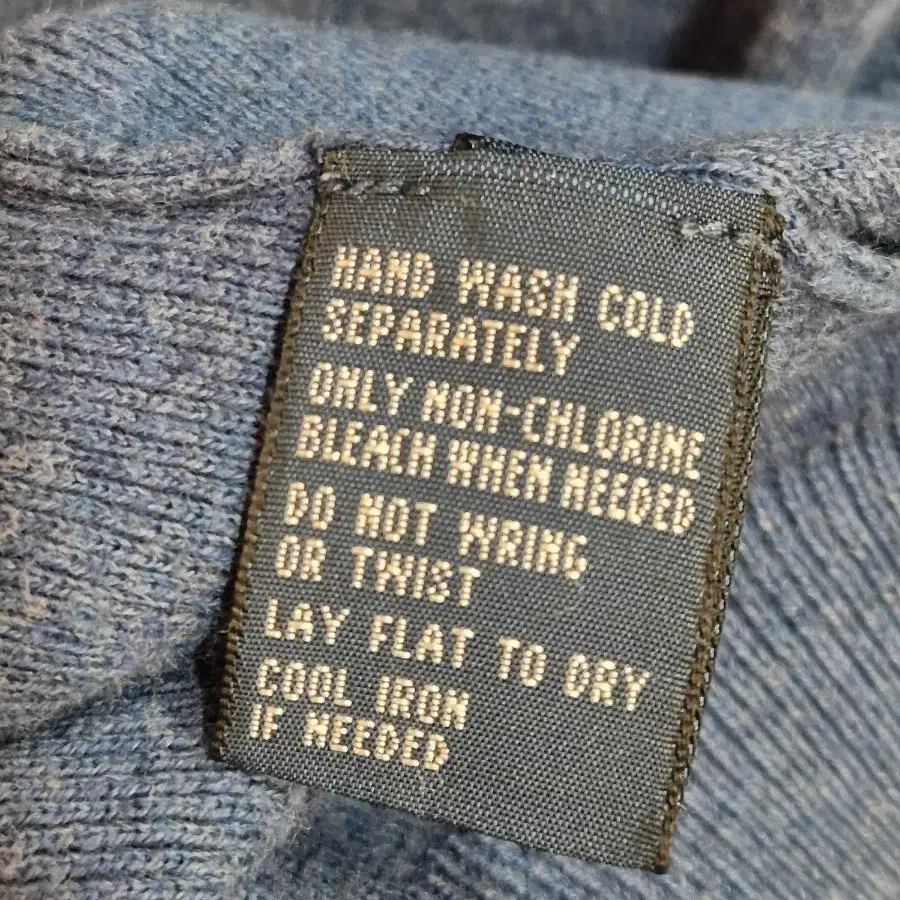 HAND WASH COLD
SEPARATELY
ONLY NON-CHLORINE
BLEACH WHEN NEEDED
DO NOT WRING
OR TWIST
LAY FLAT TO DRY
COOL IRON
IF NEEDED